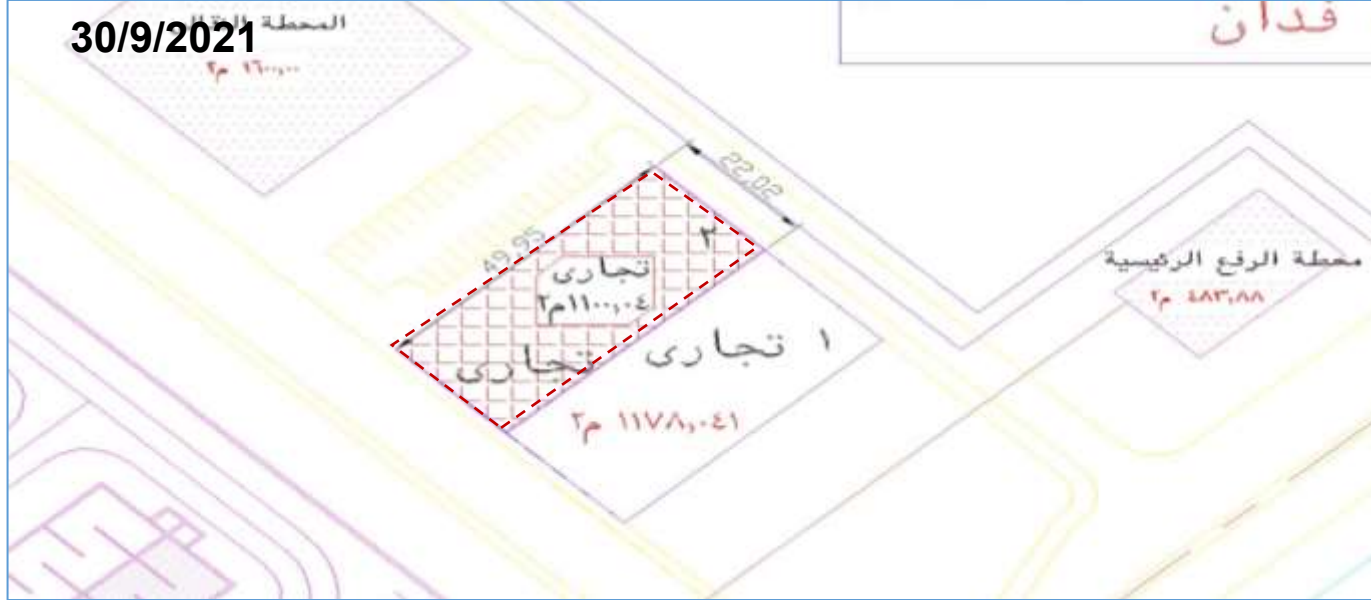 30/9/2021
المحطة
١٦٠٠,٠٠ م٢
فدان
22,02
49,95
٢
تجارى
١١٠٠,٠٤م٢
تجارى
١ تجارى
١١٧٨,٠٤١ م٢
محطة الرفع الرئيسية
٤٨٣,٨٨ م٢